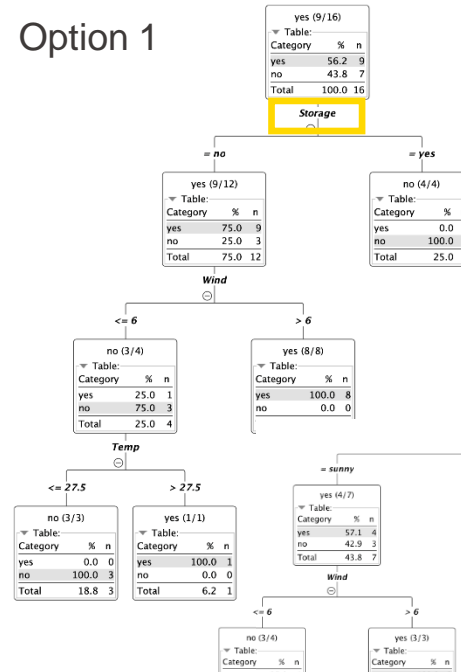 Option 1
yes (9/16)
Table:
Category % n
yes 56.2 9
no 43.8 7
Total 100.0 16
Storage
= no
= yes
yes (9/12)
Table:
Category % n
yes 75.0 9
no 25.0 3
Total 75.0 12
no (4/4)
Table:
Category %
yes 0.0
no 100.0
Total 25.0
Wind
<= 6
> 6
no (3/4)
Table:
Category % n
yes 25.0 1
no 75.0 3
Total 25.0 4
yes (8/8)
Table:
Category % n
yes 100.0 8
no 0.0 0
Temp
<= 27.5
> 27.5
no (3/3)
Table:
Category % n
yes 0.0 0
no 100.0 3
Total 18.8 3
yes (1/1)
Table:
Category % n
yes 100.0 1
no 0.0 0
Total 6.2 1
= sunny
yes (4/7)
Table:
Category % n
yes 57.1 4
no 42.9 3
Total 43.8 7
Wind
<= 6
> 6
no (3/4)
Table:
Category % n
yes (3/3)
Table:
Category % n